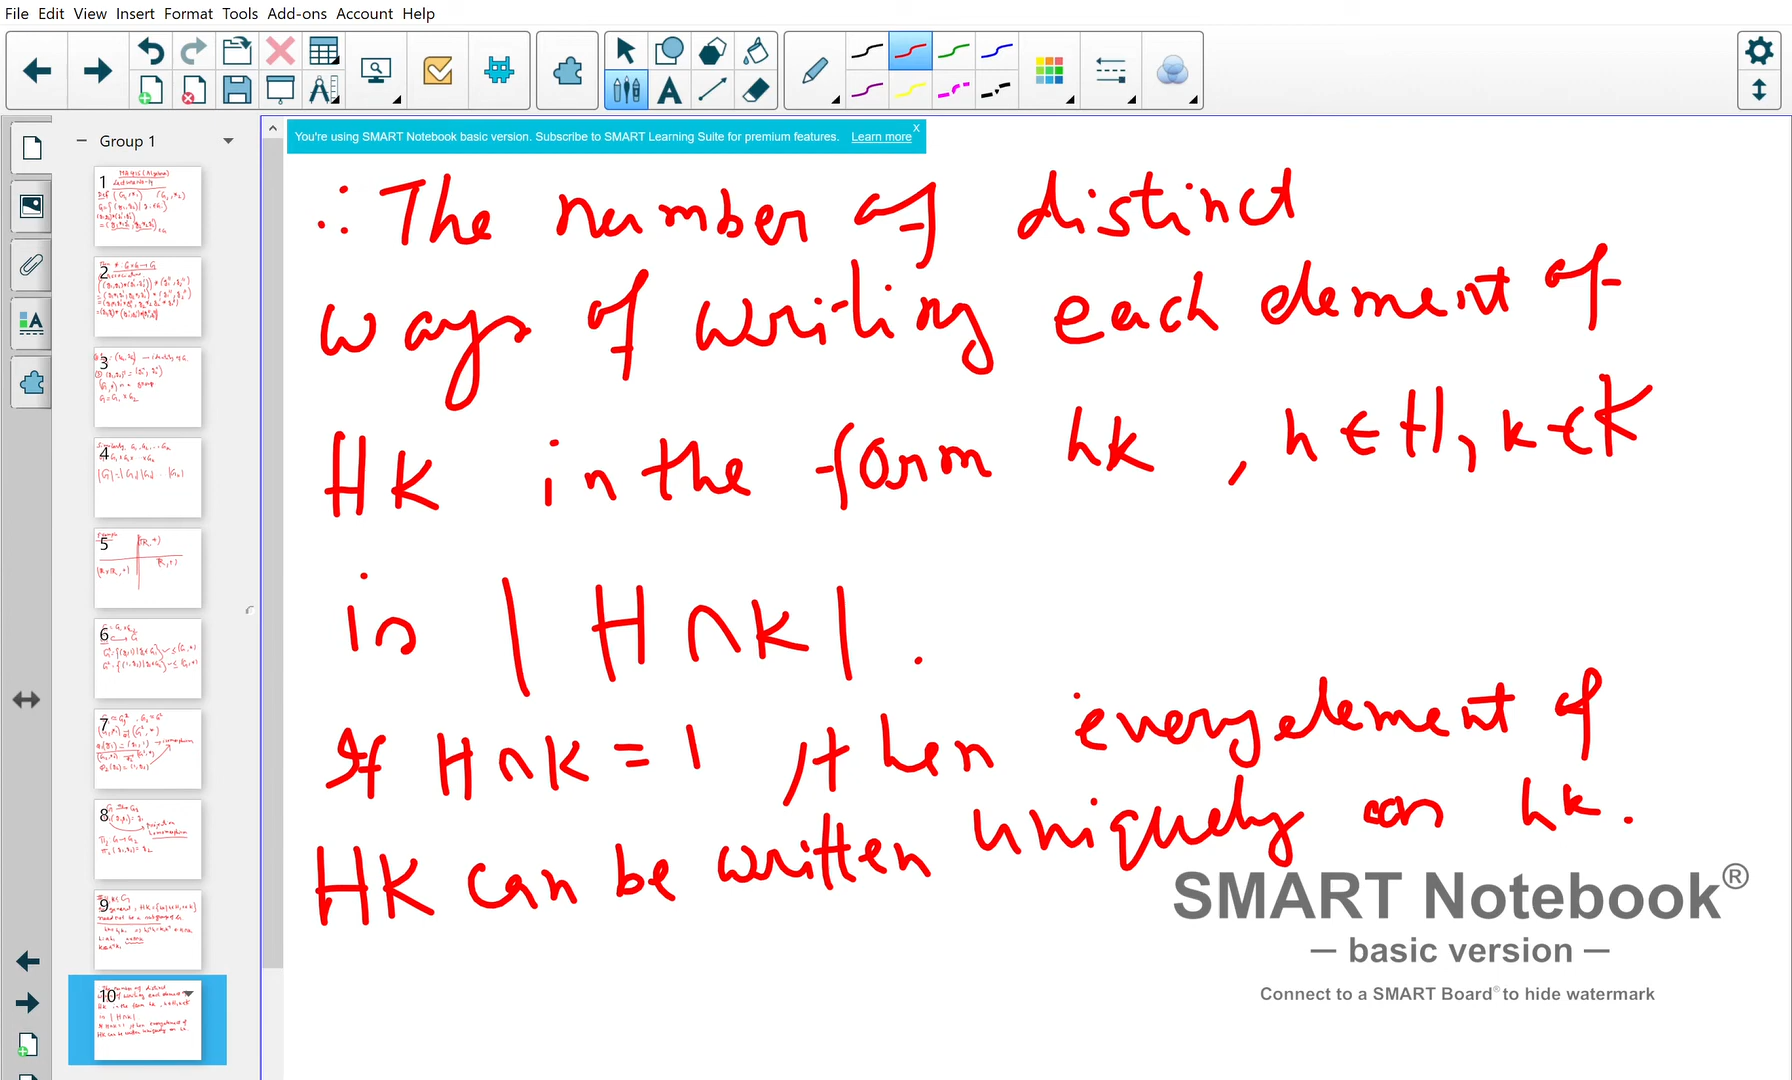 File Edit View Insert Format Tools Add-ons Account Help
Group 1
You're using SMART Notebook basic version. Subscribe to SMART Learning Suite for premium features. Learn more X
∴ The number of distinct
ways of writing each element of
HK in the form hk, h ∈ H, k ∈ K
is |H ∩ K|.
If H ∩ K = 1, then every element of
HK can be written uniquely as hk.
SMART Notebook®
— basic version —
Connect to a SMART Board® to hide watermark
1
2
3
4
5
6
7
8
9
10